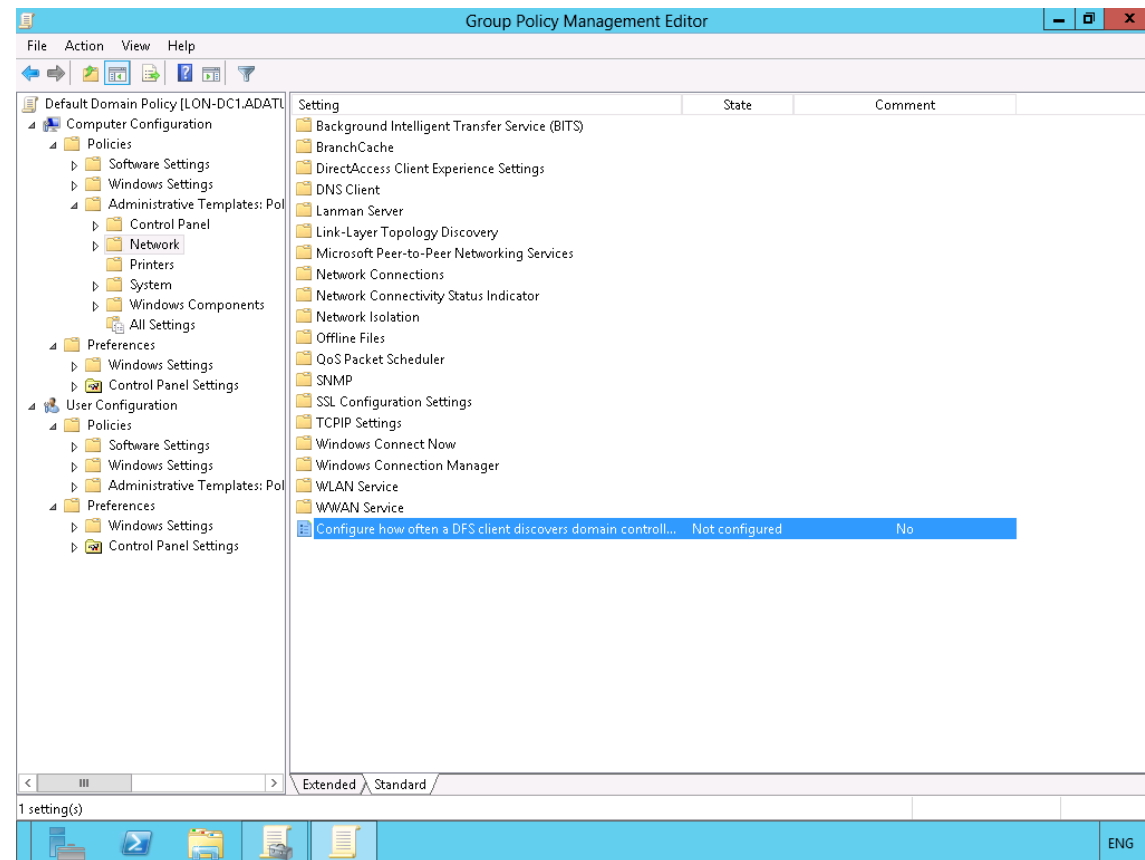 Group Policy Management Editor
File Action View Help
Default Domain Policy [LON-DC1.ADATU
Computer Configuration
Policies
Software Settings
Windows Settings
Administrative Templates: Pol
Control Panel
Network
Printers
System
Windows Components
All Settings
Preferences
Windows Settings
Control Panel Settings
User Configuration
Policies
Software Settings
Windows Settings
Administrative Templates: Pol
Preferences
Windows Settings
Control Panel Settings
Setting State Comment
Background Intelligent Transfer Service (BITS)
BranchCache
DirectAccess Client Experience Settings
DNS Client
Lanman Server
Link-Layer Topology Discovery
Microsoft Peer-to-Peer Networking Services
Network Connections
Network Connectivity Status Indicator
Network Isolation
Offline Files
QoS Packet Scheduler
SNMP
SSL Configuration Settings
TCPIP Settings
Windows Connect Now
Windows Connection Manager
WLAN Service
WWAN Service
Configure how often a DFS client discovers domain controll... Not configured No
Extended Standard
1 setting(s)
ENG